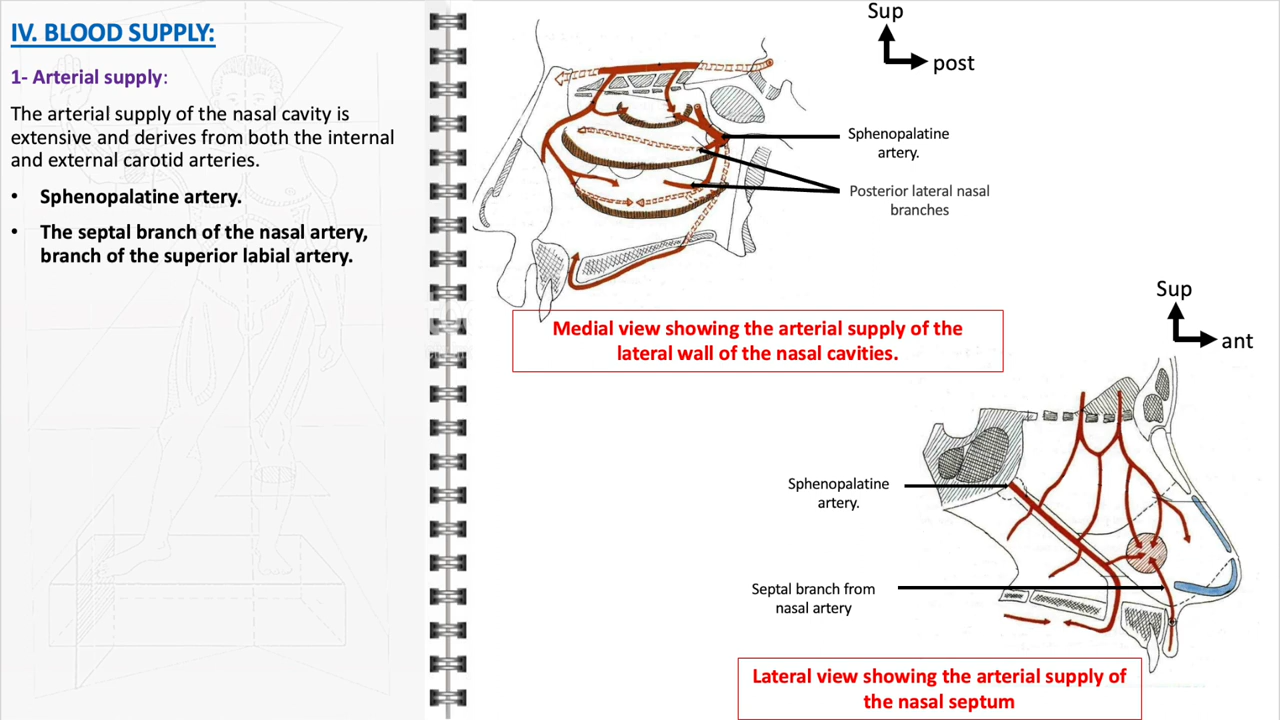 IV. BLOOD SUPPLY:
1- Arterial supply:
The arterial supply of the nasal cavity is
extensive and derives from both the internal
and external carotid arteries.
• Sphenopalatine artery.
• The septal branch of the nasal artery,
branch of the superior labial artery.
Sup
post
Sphenopalatine
artery.
Posterior lateral nasal
branches
Medial view showing the arterial supply of the
lateral wall of the nasal cavities.
Sup
ant
Sphenopalatine
artery.
Septal branch from
nasal artery
Lateral view showing the arterial supply of
the nasal septum